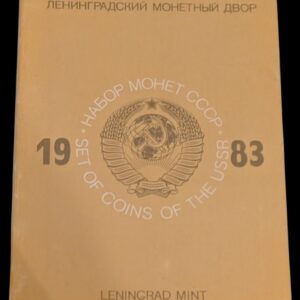 ЛЕНИНГРАДСКИЙ МОНЕТНЫЙ ДВОР
НАБОР МОНЕТ СССР
19 83
SET OF COINS OF THE USSR
LENINGRAD MINT